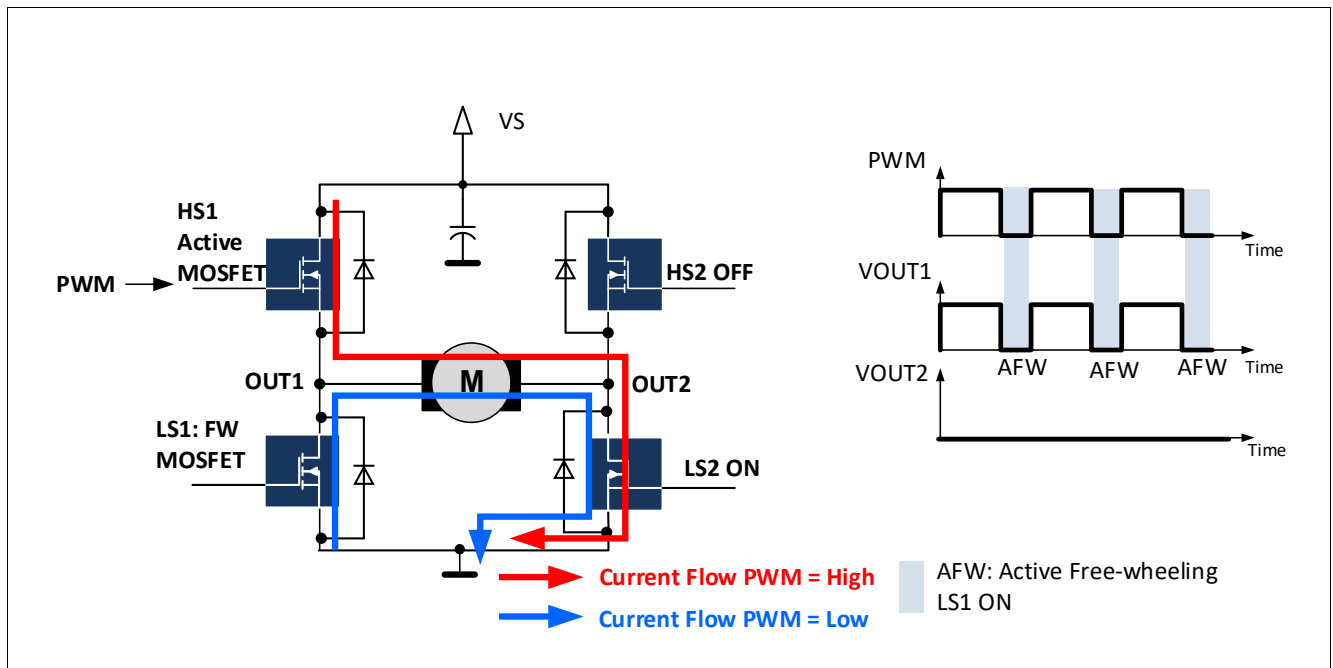 VS
HS1
Active
MOSFET
PWM
HS2 OFF
OUT1
M
OUT2
LS1: FW
MOSFET
LS2 ON
Current Flow PWM = High
Current Flow PWM = Low
PWM
Time
VOUT1
AFW
AFW
AFW
Time
VOUT2
Time
AFW: Active Free-wheeling
LS1 ON